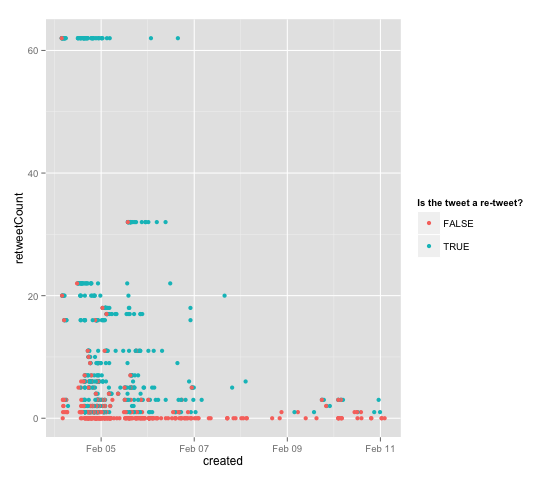 60
40
20
0
retweetCount
Feb 05
Feb 07
Feb 09
Feb 11
created
Is the tweet a re-tweet?
FALSE
TRUE